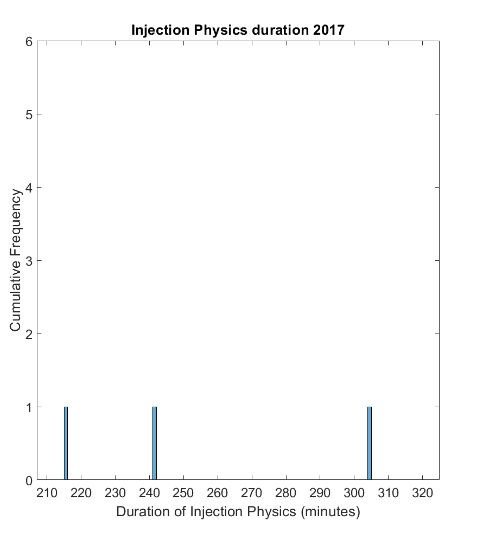 Injection Physics duration 2017
6
5
4
3
2
1
0
Cumulative Frequency
210 220 230 240 250 260 270 280 290 300 310 320
Duration of Injection Physics (minutes)